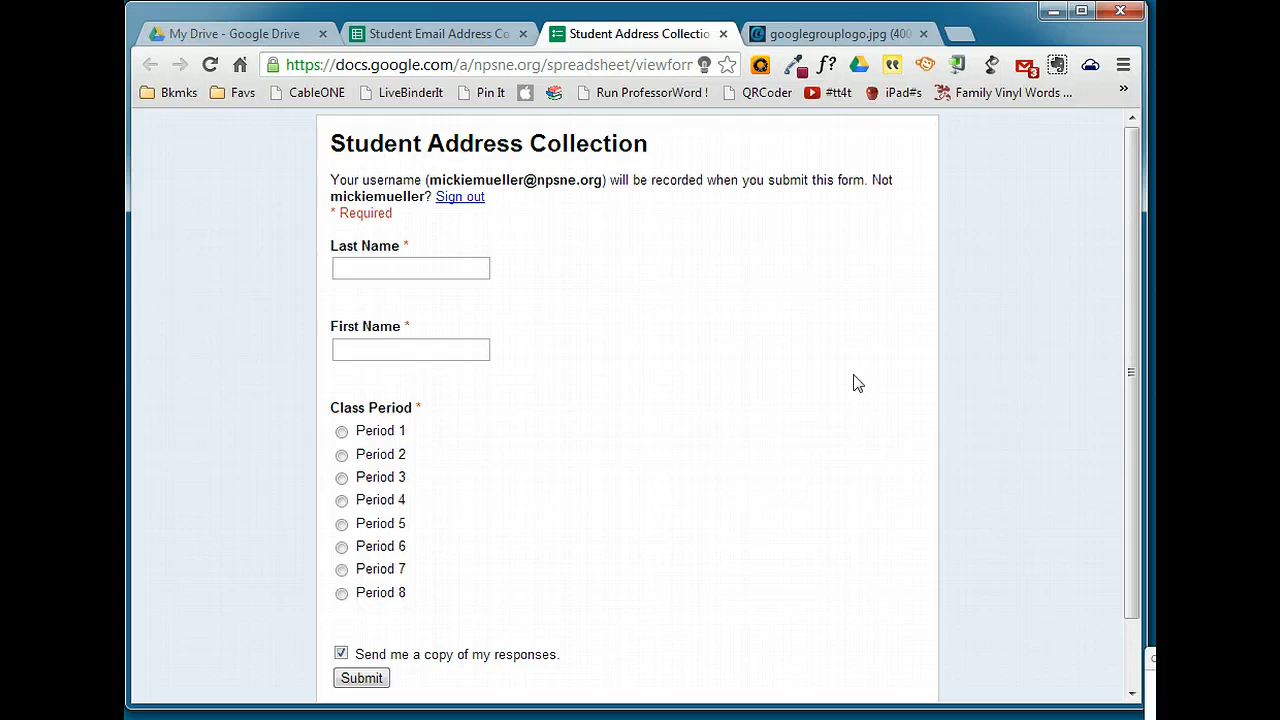 My Drive - Google Drive
Student Email Address Co
Student Address Collectio
googlegrouplogo.jpg (400
https://docs.google.com/a/npsne.org/spreadsheet/viewforr
f?
3
Bkmks
Favs
CableONE
LiveBinderIt
Pin It
Run ProfessorWord !
QRCoder
#tt4t
iPad#s
Family Vinyl Words ...
»
Student Address Collection
Your username (mickiemueller@npsne.org) will be recorded when you submit this form. Not
mickiemueller? Sign out
* Required
Last Name *
First Name *
Class Period *
Period 1
Period 2
Period 3
Period 4
Period 5
Period 6
Period 7
Period 8
Send me a copy of my responses.
Submit